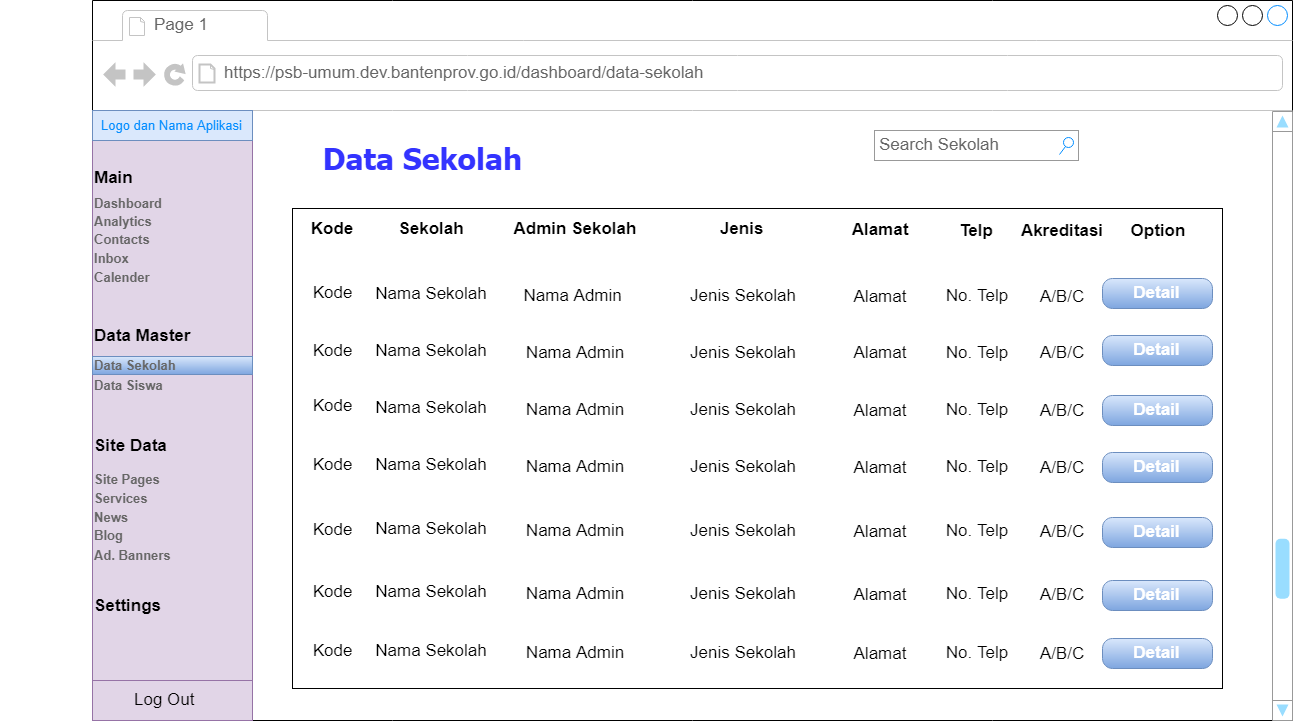 Page 1
https://psb-umum.dev.bantenprov.go.id/dashboard/data-sekolah
Logo dan Nama Aplikasi
Main
Dashboard
Analytics
Contacts
Inbox
Calender
Data Master
Data Sekolah
Data Siswa
Site Data
Site Pages
Services
News
Blog
Ad. Banners
Settings
Log Out
Data Sekolah
Search Sekolah
Kode Sekolah Admin Sekolah Jenis Alamat Telp Akreditasi Option
Kode Nama Sekolah Nama Admin Jenis Sekolah Alamat No. Telp A/B/C Detail
Kode Nama Sekolah Nama Admin Jenis Sekolah Alamat No. Telp A/B/C Detail
Kode Nama Sekolah Nama Admin Jenis Sekolah Alamat No. Telp A/B/C Detail
Kode Nama Sekolah Nama Admin Jenis Sekolah Alamat No. Telp A/B/C Detail
Kode Nama Sekolah Nama Admin Jenis Sekolah Alamat No. Telp A/B/C Detail
Kode Nama Sekolah Nama Admin Jenis Sekolah Alamat No. Telp A/B/C Detail
Kode Nama Sekolah Nama Admin Jenis Sekolah Alamat No. Telp A/B/C Detail